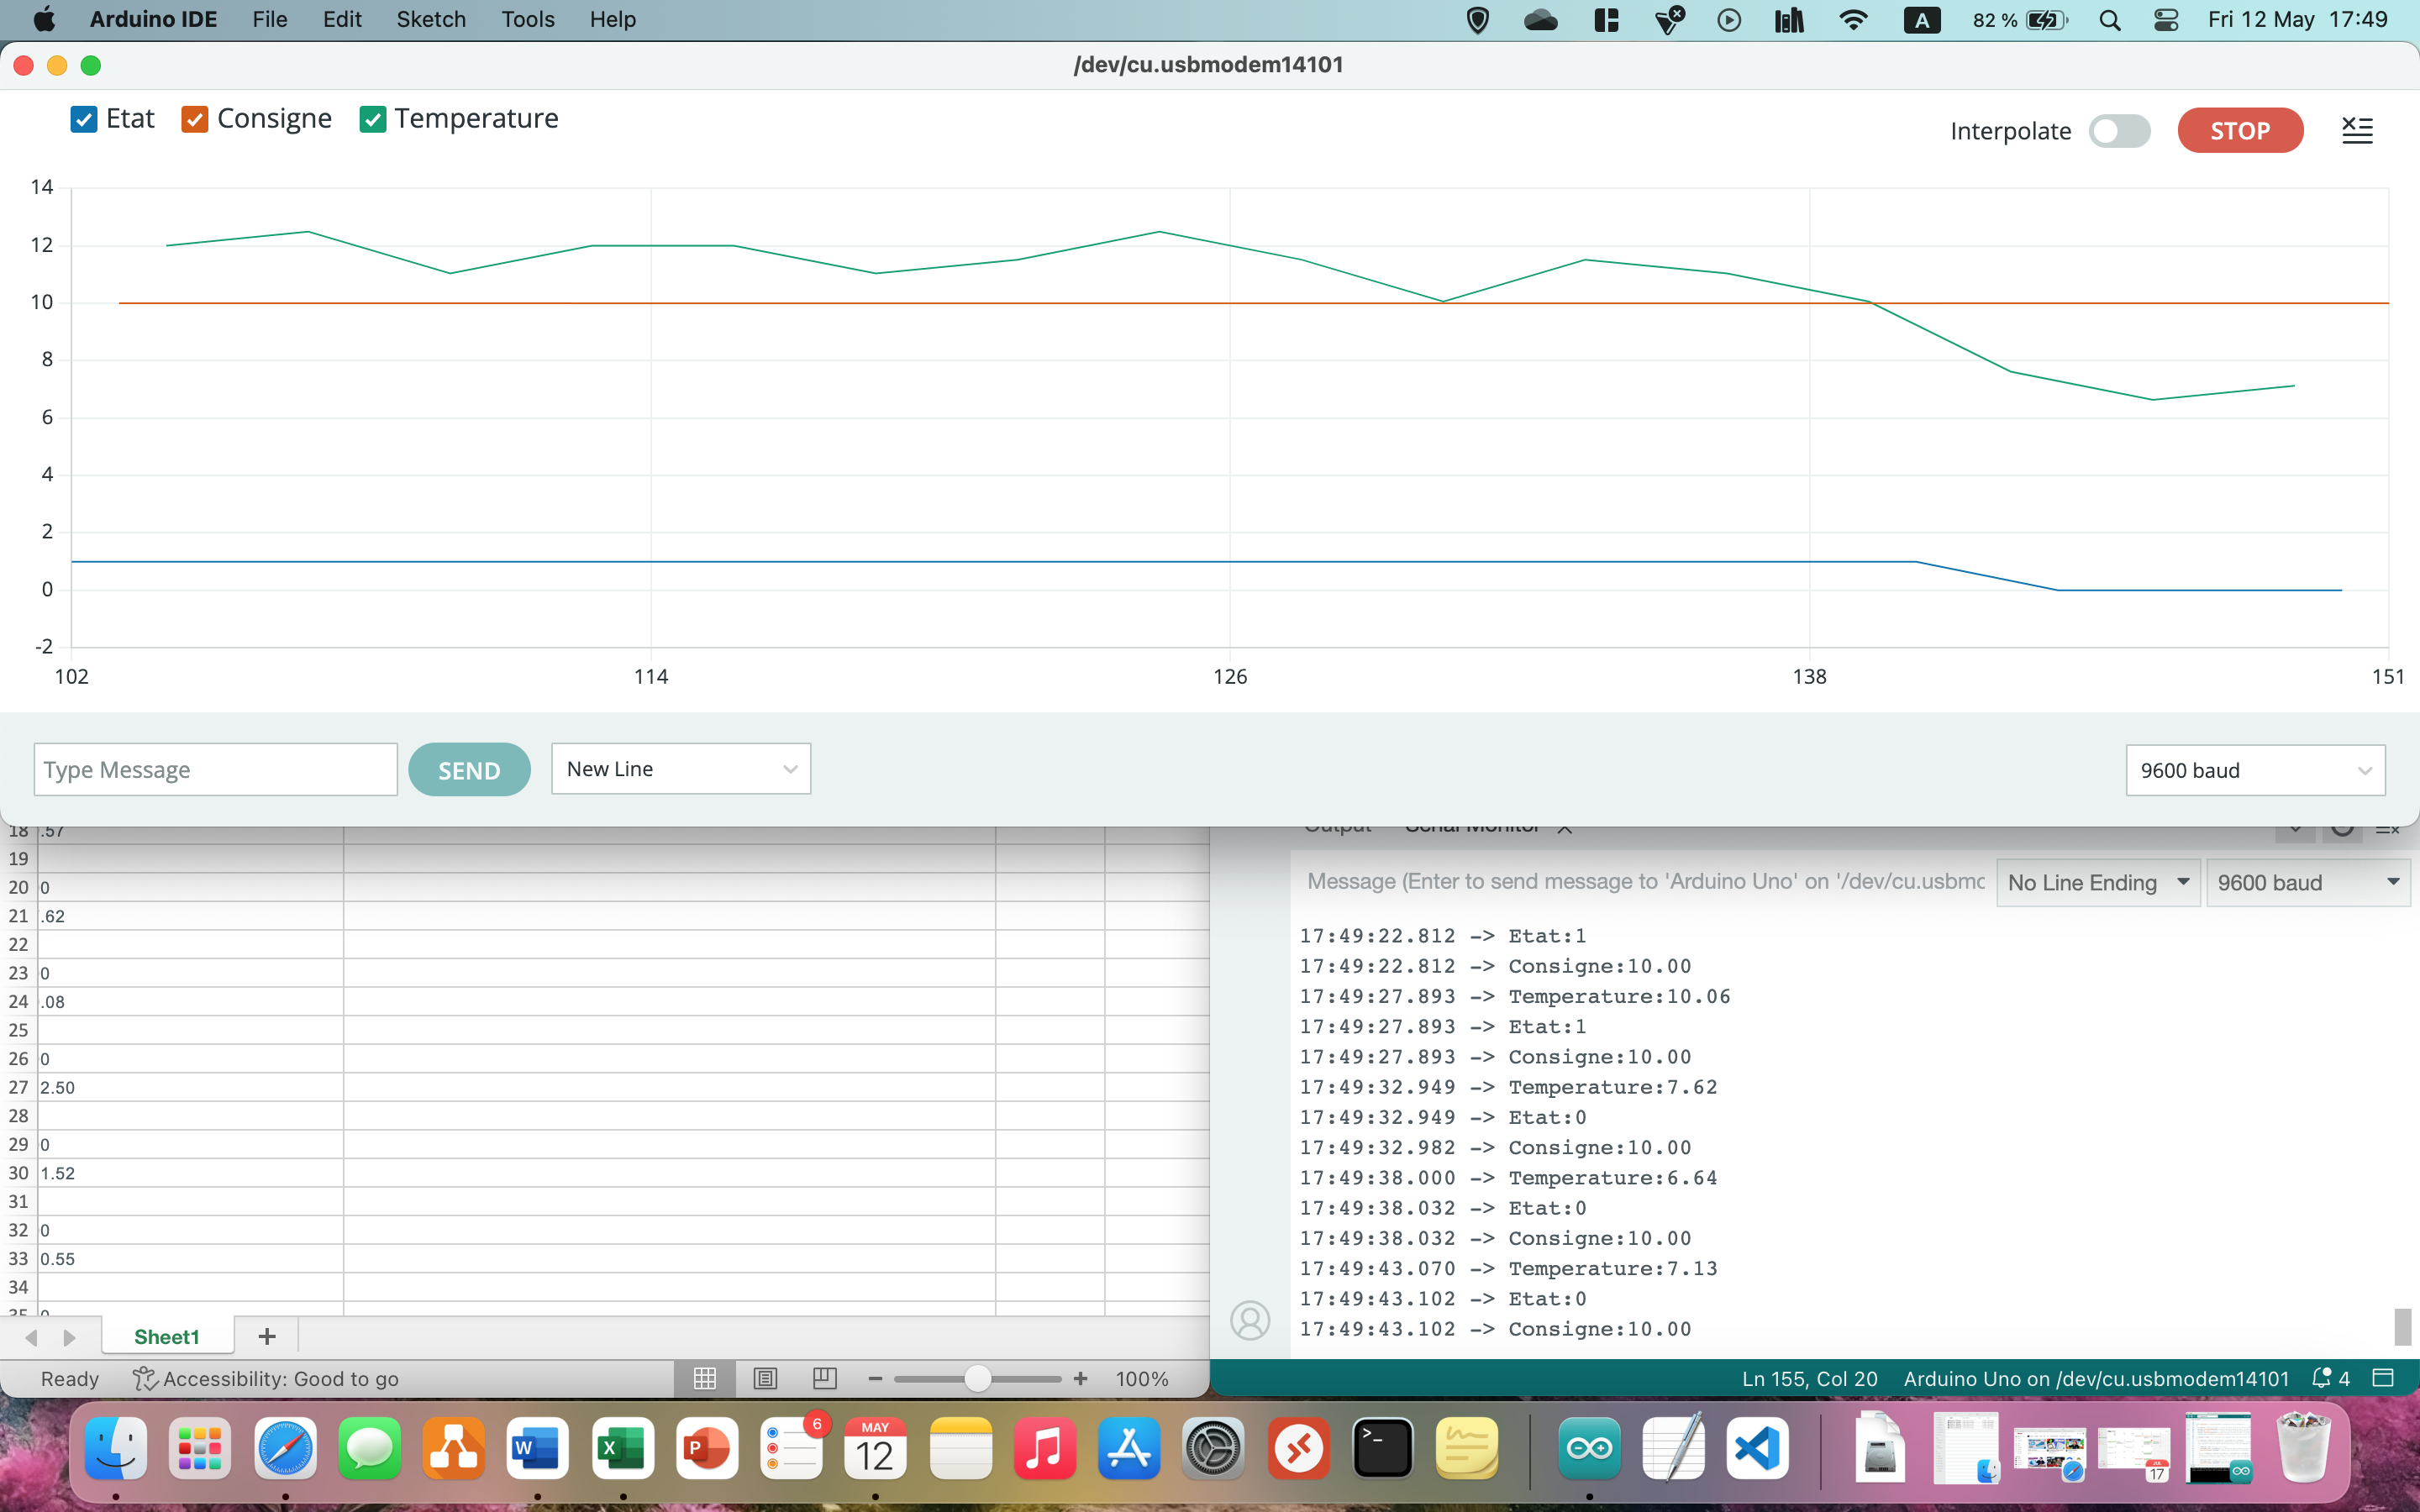 Arduino IDE File Edit Sketch Tools Help A 82 % Fri 12 May 17:49
/dev/cu.usbmodem14101
Etat Consigne Temperature
Interpolate STOP
14
12
10
8
6
4
2
0
-2
102 114 126 138 151
Type Message SEND New Line 9600 baud
Output Serial Monitor
18 .57
19
20 0
21 .62
22
23 0
24 .08
25
26 0
27 2.50
28
29 0
30 1.52
31
32 0
33 0.55
34
35 0
Sheet1 +
Ready Accessibility: Good to go 100%
Message (Enter to send message to 'Arduino Uno' on '/dev/cu.usbmo No Line Ending 9600 baud
17:49:22.812 -> Etat:1
17:49:22.812 -> Consigne:10.00
17:49:27.893 -> Temperature:10.06
17:49:27.893 -> Etat:1
17:49:27.893 -> Consigne:10.00
17:49:32.949 -> Temperature:7.62
17:49:32.949 -> Etat:0
17:49:32.982 -> Consigne:10.00
17:49:38.000 -> Temperature:6.64
17:49:38.032 -> Etat:0
17:49:38.032 -> Consigne:10.00
17:49:43.070 -> Temperature:7.13
17:49:43.102 -> Etat:0
17:49:43.102 -> Consigne:10.00
Ln 155, Col 20 Arduino Uno on /dev/cu.usbmodem14101 4
W X P 6 MAY 12 >_ 17